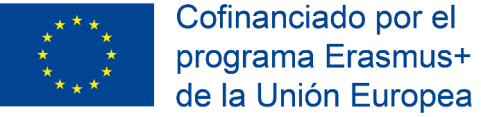 Cofinanciado por el
programa Erasmus+
de la Unión Europea